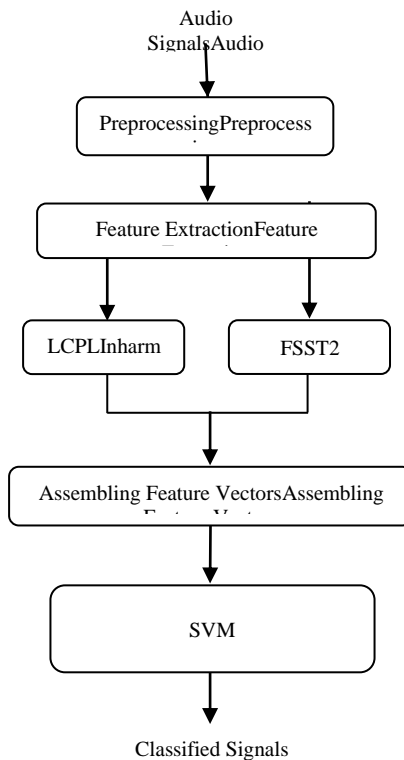 Audio
SignalsAudio
PreprocessingPreprocess
Feature ExtractionFeature
LCPLInharm
FSST2
Assembling Feature VectorsAssembling
SVM
Classified Signals